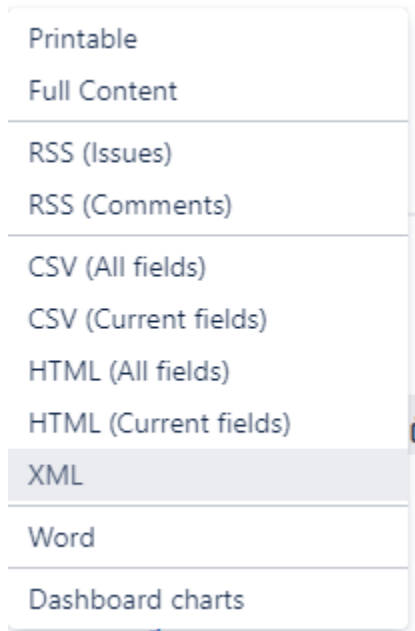 Printable
Full Content
RSS (Issues)
RSS (Comments)
CSV (All fields)
CSV (Current fields)
HTML (All fields)
HTML (Current fields)
XML
Word
Dashboard charts